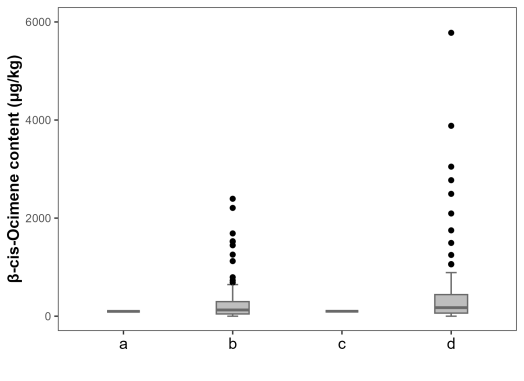 β-cis-Ocimene content (μg/kg)
6000
4000
2000
0
a b c d